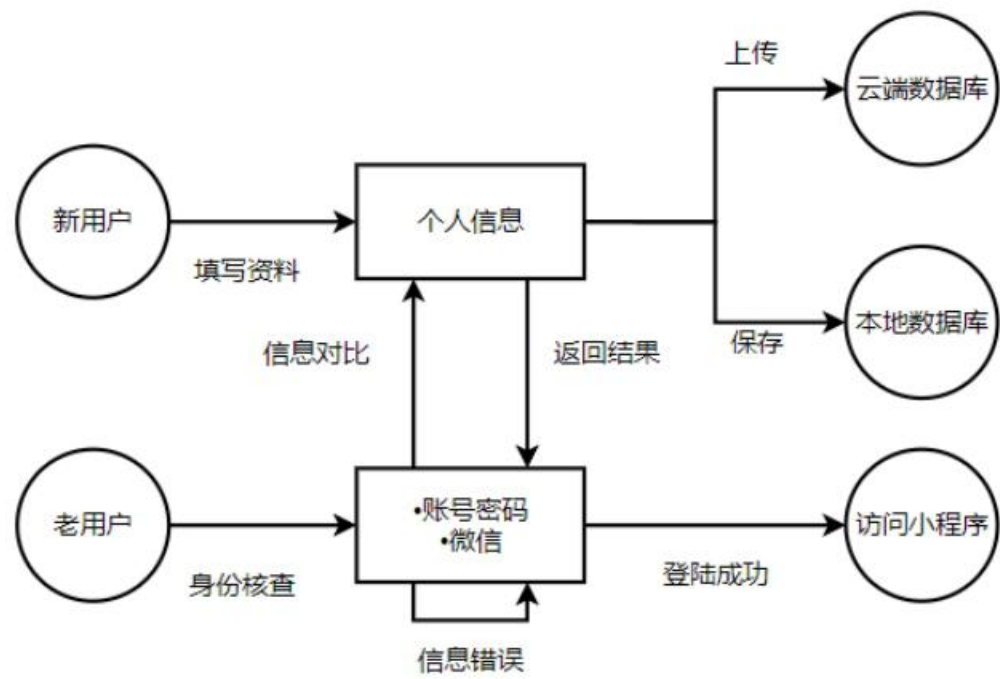 上传
云端数据库
新用户
个人信息
填写资料
本地数据库
保存
信息对比
返回结果
老用户
•账号密码
•微信
访问小程序
身份核查
登陆成功
信息错误